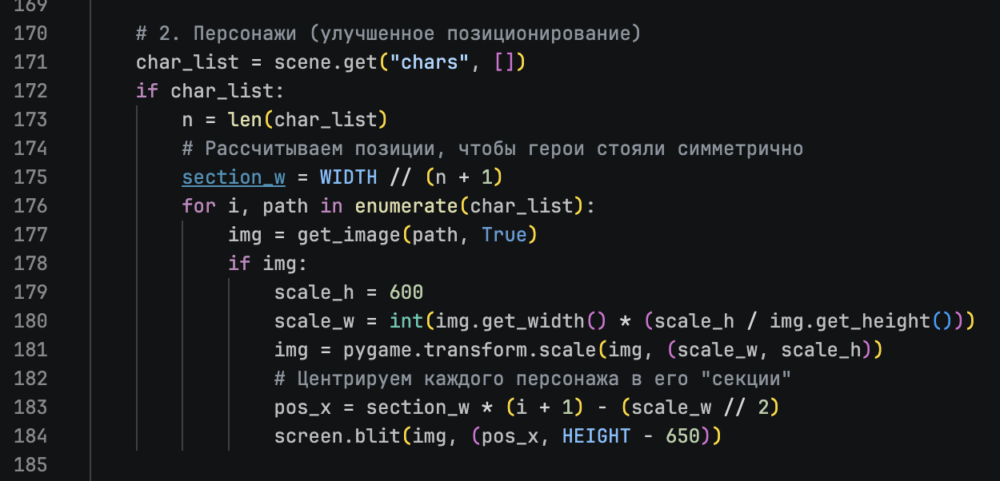 169
170 # 2. Персонажи (улучшенное позиционирование)
171 char_list = scene.get("chars", [])
172 if char_list:
173 n = len(char_list)
174 # Рассчитываем позиции, чтобы герои стояли симметрично
175 section_w = WIDTH // (n + 1)
176 for i, path in enumerate(char_list):
177 img = get_image(path, True)
178 if img:
179 scale_h = 600
180 scale_w = int(img.get_width() * (scale_h / img.get_height()))
181 img = pygame.transform.scale(img, (scale_w, scale_h))
182 # Центрируем каждого персонажа в его "секции"
183 pos_x = section_w * (i + 1) - (scale_w // 2)
184 screen.blit(img, (pos_x, HEIGHT - 650))
185